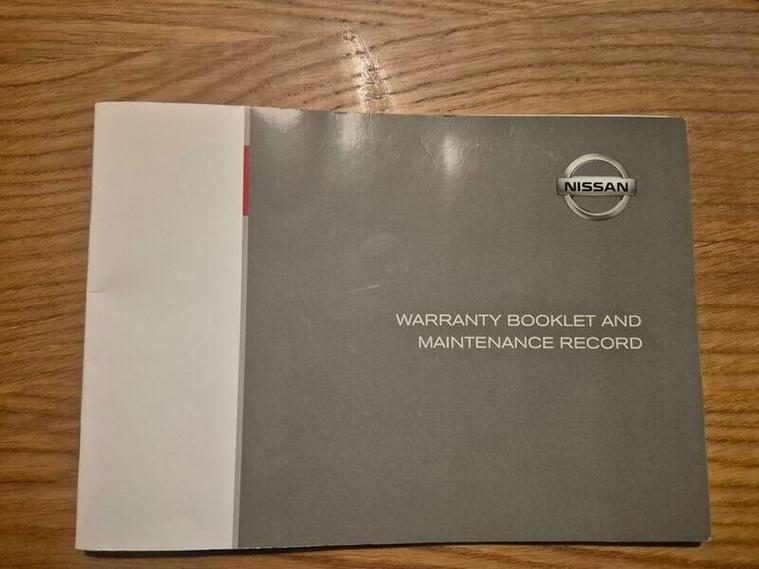 NISSAN
WARRANTY BOOKLET AND
MAINTENANCE RECORD